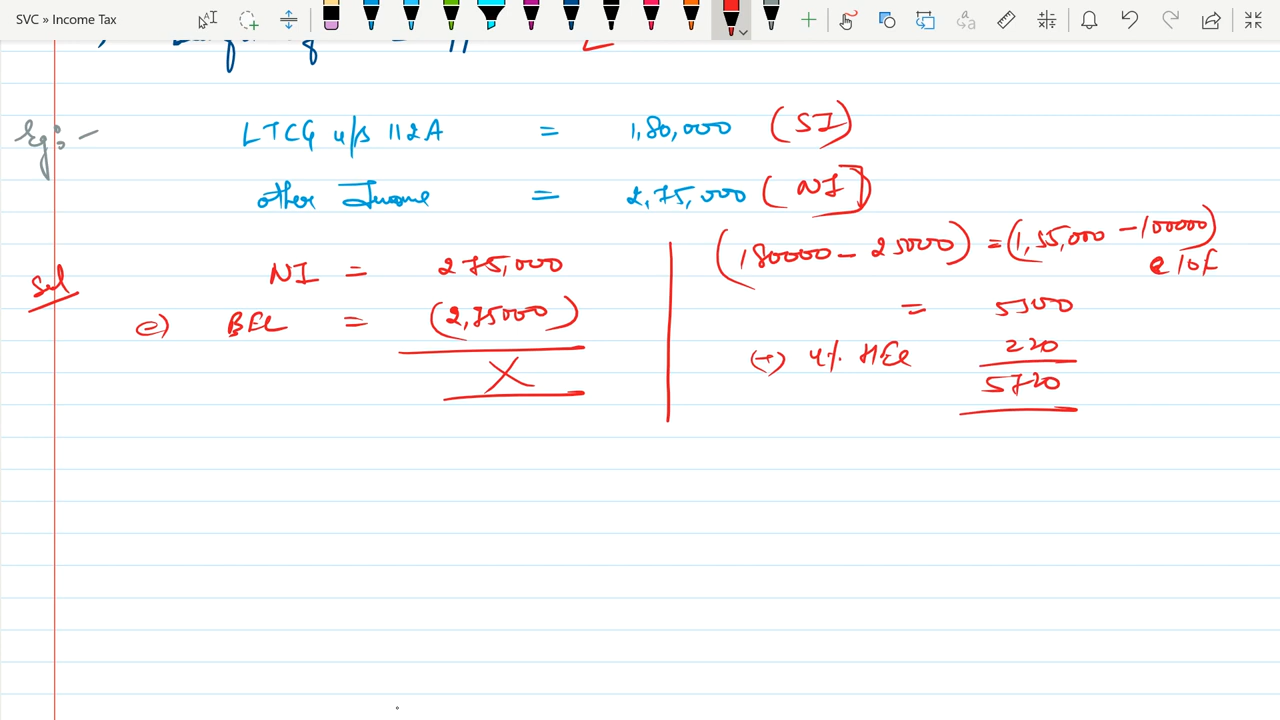 SVC » Income Tax
Eg:-
LTCG u/s 112A = 1,80,000 (SI)
other Income = 2,75,000 (NI)
Sol
NI = 275,000
(-) BEL = (2,75000)
X
(180000 - 25000) = (1,55,000 - 100000)
@ 10%
= 5500
(+) 4% HEC 220
5720